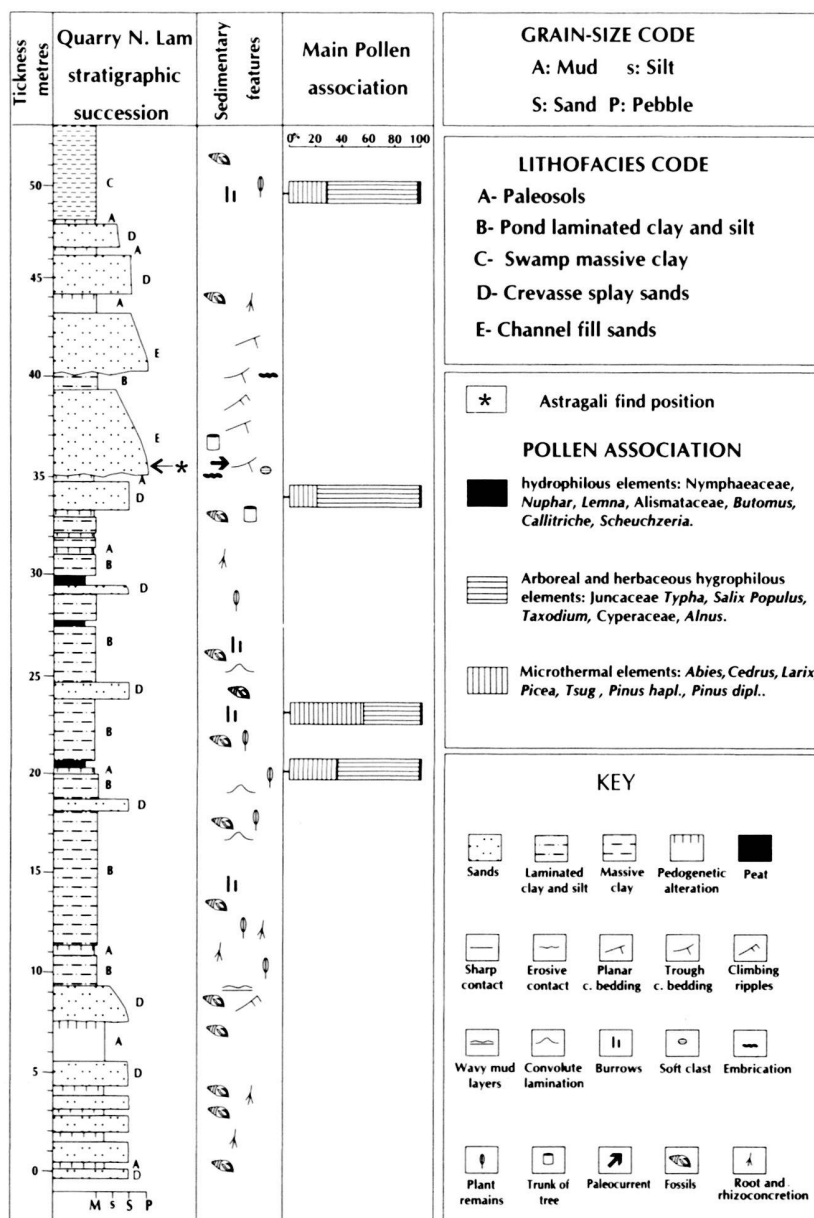 Tickness
metres
Quarry N. Lam
stratigraphic
succession
Sedimentary
features
Main Pollen
association
0 % 20 60 100
50
45
40
35
30
25
20
15
10
5
0
C
A
D
A
D
A
E
B
E
*
A
D
A
B
D
B
D
B
A
B
D
B
A
B
D
A
D
A
D
M s S P
GRAIN-SIZE CODE
A: Mud s: Silt
S: Sand P: Pebble
LITHOFACIES CODE
A- Paleosols
B- Pond laminated clay and silt
C- Swamp massive clay
D- Crevasse splay sands
E- Channel fill sands
* Astragali find position
POLLEN ASSOCIATION
hydrophilous elements: Nymphaeaceae,
Nuphar, Lemna, Alismataceae, Butomus,
Callitriche, Scheuchzeria.
Arboreal and herbaceous hygrophilous
elements: Juncaceae Typha, Salix Populus,
Taxodium, Cyperaceae, Alnus.
Microthermal elements: Abies, Cedrus, Larix
Picea, Tsug , Pinus hapl., Pinus dipl..
KEY
Sands
Laminated
clay and silt
Massive
clay
Pedogenetic
alteration
Peat
Sharp
contact
Erosive
contact
Planar
c. bedding
Trough
c. bedding
Climbing
ripples
Wavy mud
layers
Convolute
lamination
Burrows
Soft clast
Embrication
Plant
remains
Trunk of
tree
Paleocurrent
Fossils
Root and
rhizoconcretion